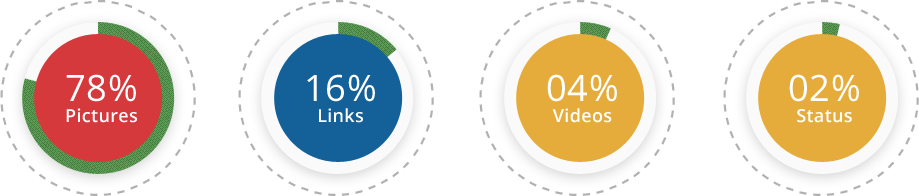 78%
Pictures
16%
Links
04%
Videos
02%
Status